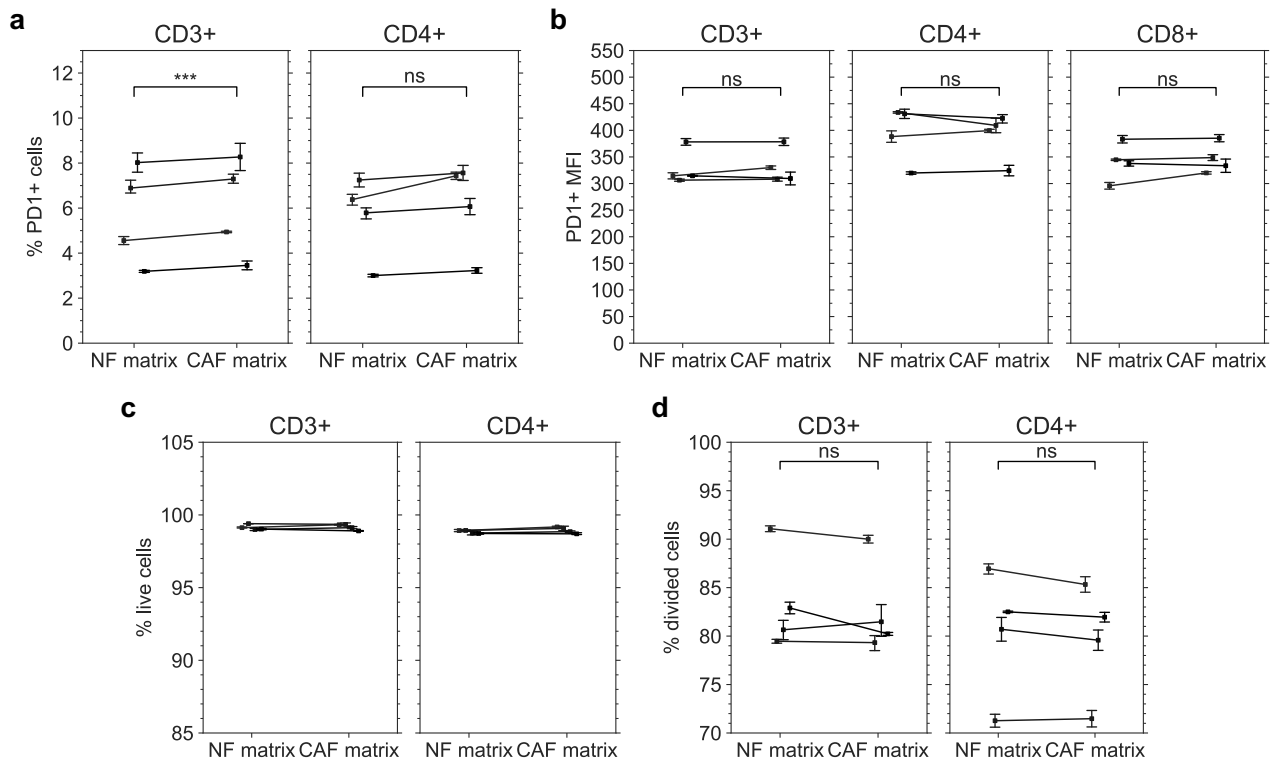 a
CD3+
CD4+
% PD1+ cells
12
10
8
6
4
2
0
***
ns
NF matrix
CAF matrix
NF matrix
CAF matrix
b
CD3+
CD4+
CD8+
PD1+ MFI
550
500
450
400
350
300
250
200
150
100
50
0
ns
ns
ns
NF matrix
CAF matrix
NF matrix
CAF matrix
NF matrix
CAF matrix
c
CD3+
CD4+
% live cells
105
100
95
90
85
NF matrix
CAF matrix
NF matrix
CAF matrix
d
CD3+
CD4+
% divided cells
100
95
90
85
80
75
70
ns
ns
NF matrix
CAF matrix
NF matrix
CAF matrix